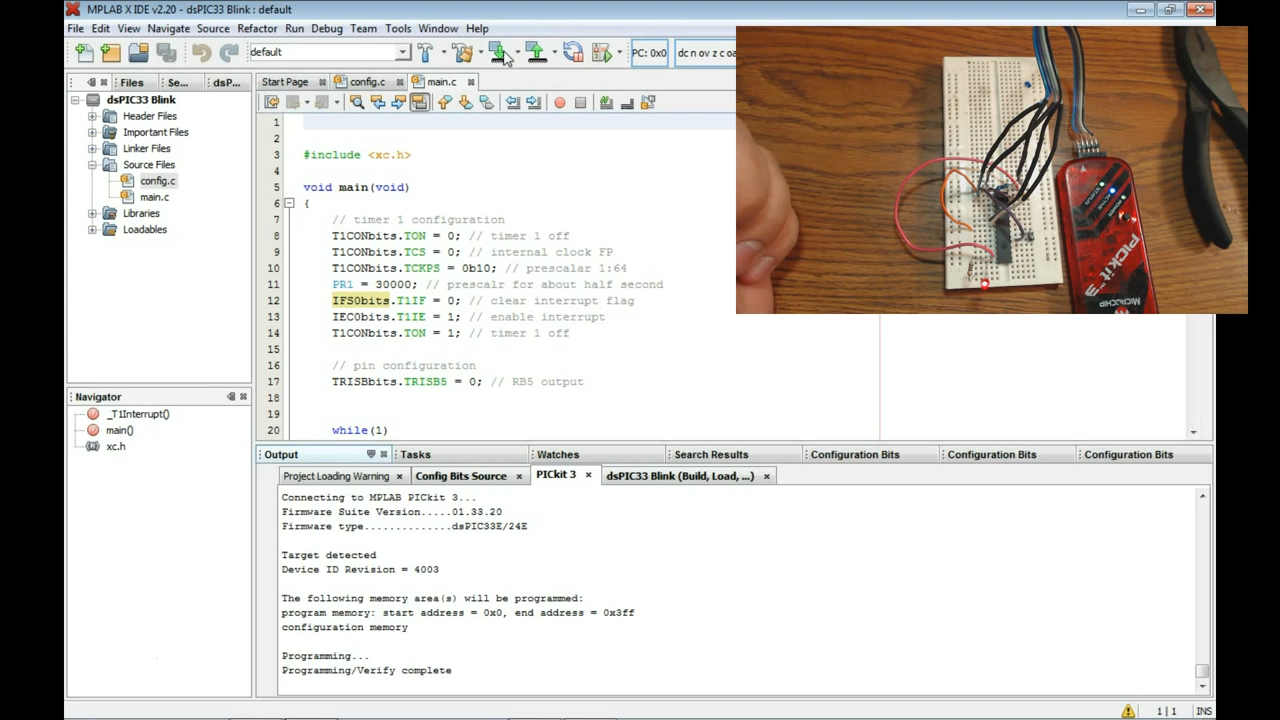 MPLAB X IDE v2.20 - dsPIC33 Blink : default
File Edit View Navigate Source Refactor Run Debug Team Tools Window Help
default
PC: 0x0
dc n ov z c
Files
Se...
dsP...
Start Page
config.c
main.c
dsPIC33 Blink
Header Files
Important Files
Linker Files
Source Files
config.c
main.c
Libraries
Loadables
1
2
3 #include <xc.h>
4
5 void main(void)
6 {
7 // timer 1 configuration
8 T1CONbits.TON = 0; // timer 1 off
9 T1CONbits.TCS = 0; // internal clock FP
10 T1CONbits.TCKPS = 0b10; // prescalar 1:64
11 PR1 = 30000; // prescalr for about half second
12 IFS0bits.T1IF = 0; // clear interrupt flag
13 IEC0bits.T1IE = 1; // enable interrupt
14 T1CONbits.TON = 1; // timer 1 off
15
16 // pin configuration
17 TRISBbits.TRISB5 = 0; // RB5 output
18
19
20 while(1)
PICkit 3
MICROCHIP
Navigator
_T1Interrupt()
main()
xc.h
Output
Tasks
Watches
Search Results
Configuration Bits
Configuration Bits
Configuration Bits
Project Loading Warning
Config Bits Source
PICkit 3
dsPIC33 Blink (Build, Load, ...)
Connecting to MPLAB PICkit 3...
Firmware Suite Version.....01.33.20
Firmware type..............dsPIC33E/24E
Target detected
Device ID Revision = 4003
The following memory area(s) will be programmed:
program memory: start address = 0x0, end address = 0x3ff
configuration memory
Programming...
Programming/Verify complete
1|1
INS